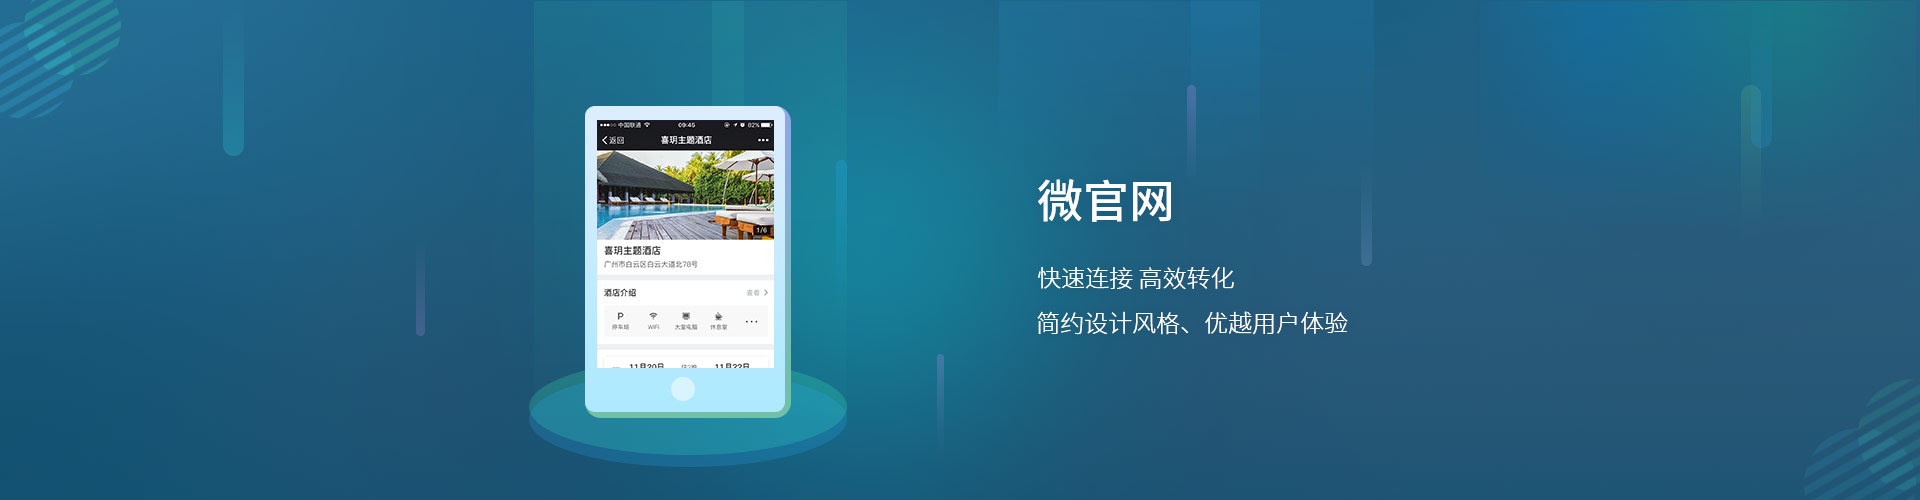 中国联通 09:45 82%
返回 喜玥主题酒店
1/6
喜玥主题酒店
广州市白云区白云大道北78号
酒店介绍 查看
P
停车场 WiFi 大堂电脑 休息室
11月20日 11月22日
微官网
快速连接 高效转化
简约设计风格、优越用户体验